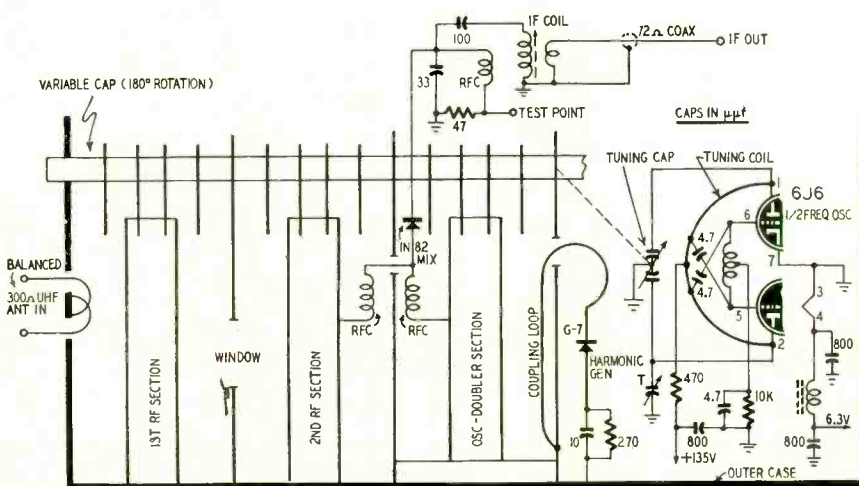 IF COIL
100
72Ω COAX
IF OUT
33
RFC
VARIABLE CAP (180° ROTATION)
TEST POINT
47
CAPS IN μμf
TUNING CAP
TUNING COIL
1
6J6
1/2 FREQ OSC
6
4.7
7
IN82
MIX
BALANCED
300Ω UHF
ANT IN
4.7
5
3
4
2
G-7
800
RFC
RFC
WINDOW
HARMONIC
GEN
T
470
4.7
10K
1ST RF SECTION
2ND RF SECTION
OSC-DOUBLER SECTION
COUPLING LOOP
10
270
800
6.3V
800
+135V
OUTER CASE